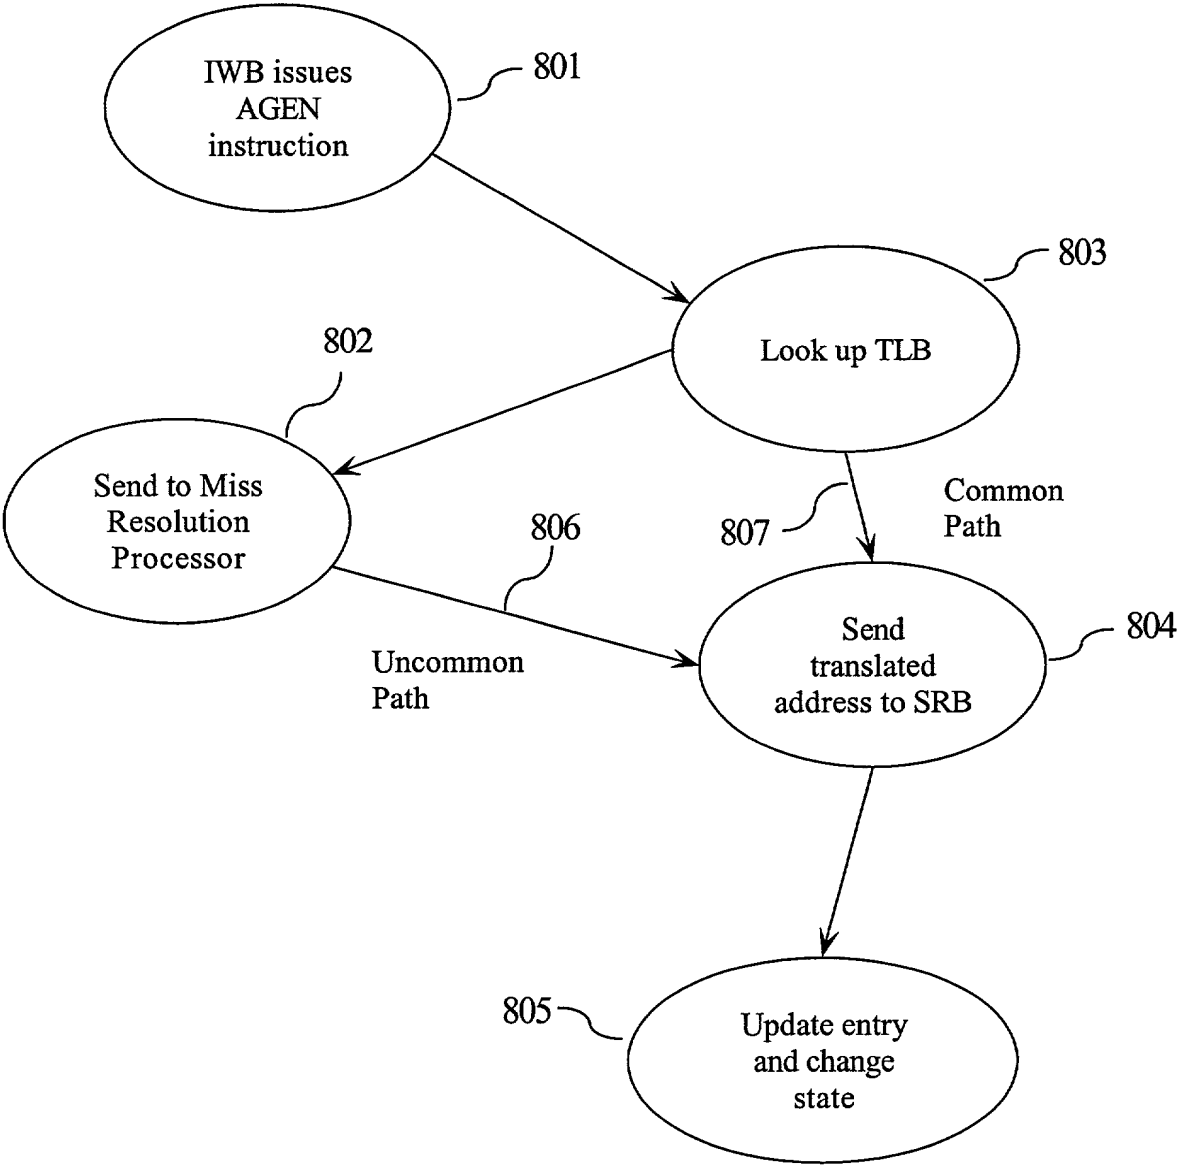 IWB issues
AGEN
instruction
801
803
Look up TLB
802
Send to Miss
Resolution
Processor
806
807
Common
Path
Uncommon
Path
Send
translated
address to SRB
804
805
Update entry
and change
state